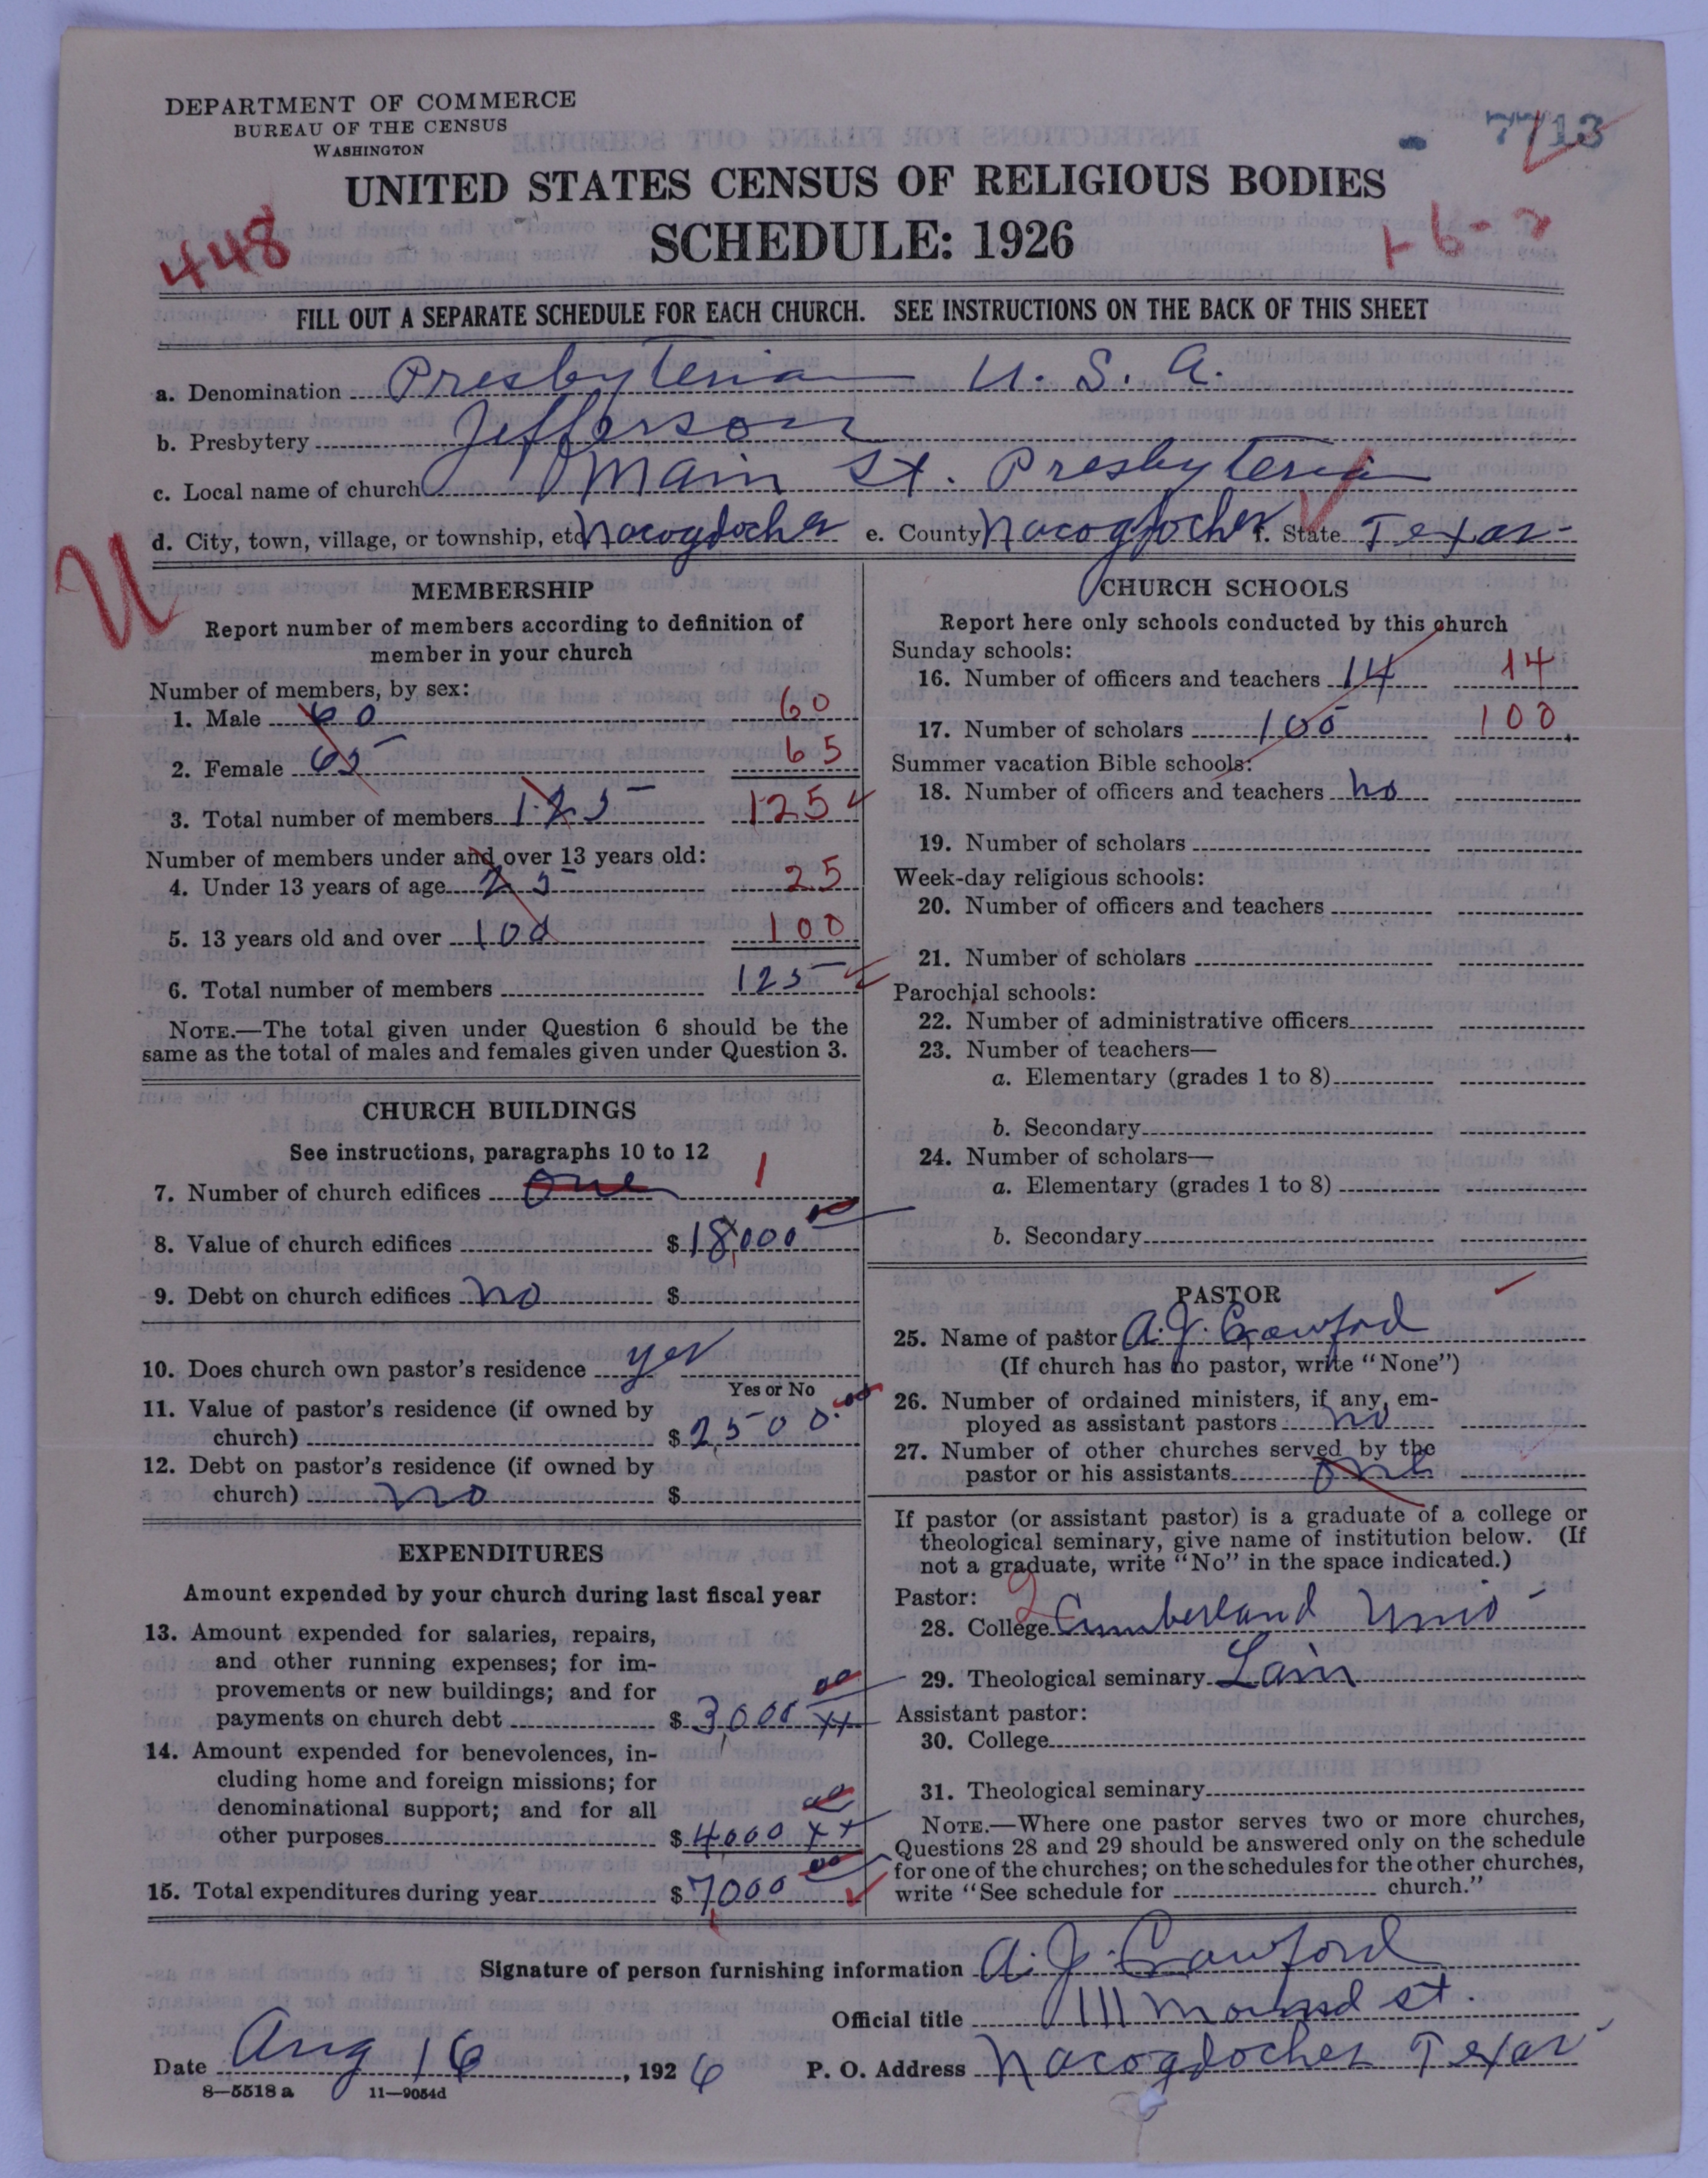 DEPARTMENT OF COMMERCE
BUREAU OF THE CENSUS
WASHINGTON
7713
UNITED STATES CENSUS OF RELIGIOUS BODIES
SCHEDULE: 1926
448
FILL OUT A SEPARATE SCHEDULE FOR EACH CHURCH. SEE INSTRUCTIONS ON THE BACK OF THIS SHEET
a. Denomination Presbyterian U. S. A.
b. Presbytery Jefferson
c. Local name of church Main St. Presbyterian
d. City, town, village, or township, etc Nacogdoches e. County Nacogdoches f. State Texas
U
MEMBERSHIP
Report number of members according to definition of
member in your church
Number of members, by sex:
1. Male 60 60
2. Female 65 65
3. Total number of members 125 125
Number of members under and over 13 years old:
4. Under 13 years of age 25 25
5. 13 years old and over 100 100
6. Total number of members 125
NOTE.—The total given under Question 6 should be the
same as the total of males and females given under Question 3.
CHURCH BUILDINGS
See instructions, paragraphs 10 to 12
7. Number of church edifices One 1
8. Value of church edifices $ 18,000 00
9. Debt on church edifices no $
10. Does church own pastor's residence yes
Yes or No
11. Value of pastor's residence (if owned by
church) $ 2,500.00
12. Debt on pastor's residence (if owned by
church) no $
EXPENDITURES
Amount expended by your church during last fiscal year
13. Amount expended for salaries, repairs,
and other running expenses; for im-
provements or new buildings; and for
payments on church debt $ 3,000 00 xx
14. Amount expended for benevolences, in-
cluding home and foreign missions; for
denominational support; and for all
other purposes $ 4000 00 xx
15. Total expenditures during year $ 7,000 00
CHURCH SCHOOLS
Report here only schools conducted by this church
Sunday schools:
16. Number of officers and teachers 14 14
17. Number of scholars 100 100
Summer vacation Bible schools:
18. Number of officers and teachers no
19. Number of scholars
Week-day religious schools:
20. Number of officers and teachers
21. Number of scholars
Parochial schools:
22. Number of administrative officers
23. Number of teachers—
a. Elementary (grades 1 to 8)
b. Secondary
24. Number of scholars—
a. Elementary (grades 1 to 8)
b. Secondary
PASTOR
25. Name of pastor A. J. Crawford
(If church has no pastor, write "None")
26. Number of ordained ministers, if any, em-
ployed as assistant pastors no
27. Number of other churches served by the
pastor or his assistants one
If pastor (or assistant pastor) is a graduate of a college or
theological seminary, give name of institution below. (If
not a graduate, write "No" in the space indicated.)
Pastor:
28. College Cumberland Univ
29. Theological seminary
Assistant pastor:
30. College
31. Theological seminary
NOTE.—Where one pastor serves two or more churches,
Questions 28 and 29 should be answered only on the schedule
for one of the churches; on the schedules for the other churches,
write "See schedule for church."
Signature of person furnishing information A. J. Crawford
Official title 111 Mound St.
Date Aug 16, 1926 P. O. Address Nacogdoches Texas
8—5518 a 11—9054d